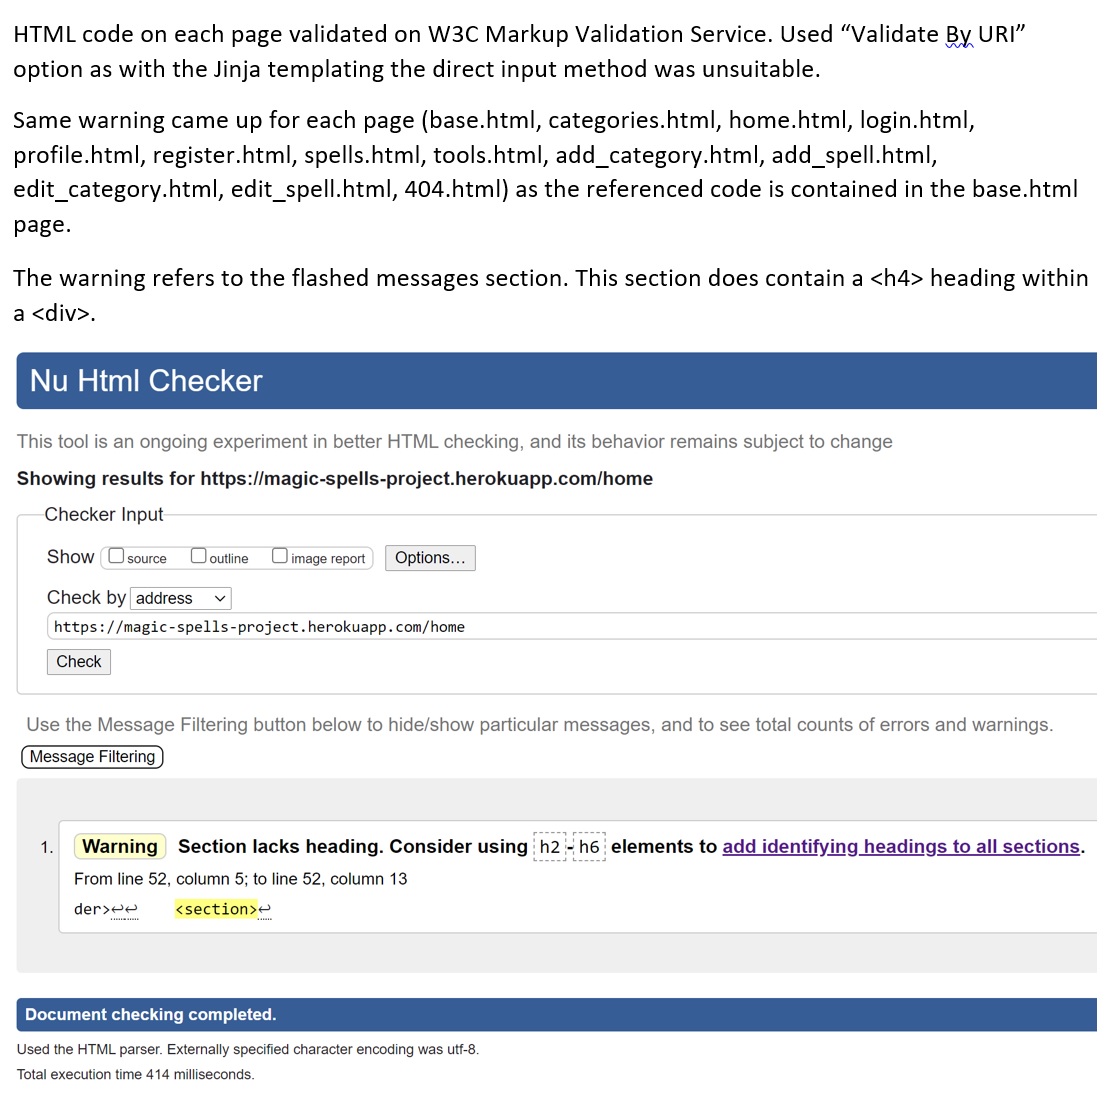 HTML code on each page validated on W3C Markup Validation Service. Used “Validate By URI”
option as with the Jinja templating the direct input method was unsuitable.
Same warning came up for each page (base.html, categories.html, home.html, login.html,
profile.html, register.html, spells.html, tools.html, add_category.html, add_spell.html,
edit_category.html, edit_spell.html, 404.html) as the referenced code is contained in the base.html
page.
The warning refers to the flashed messages section. This section does contain a <h4> heading within
a <div>.
Nu Html Checker
This tool is an ongoing experiment in better HTML checking, and its behavior remains subject to change
Showing results for https://magic-spells-project.herokuapp.com/home
Checker Input
Show source outline image report Options...
Check by address
https://magic-spells-project.herokuapp.com/home
Check
Use the Message Filtering button below to hide/show particular messages, and to see total counts of errors and warnings.
Message Filtering
1. Warning Section lacks heading. Consider using h2-h6 elements to add identifying headings to all sections.
From line 52, column 5; to line 52, column 13
der>↩↩ <section>↩
Document checking completed.
Used the HTML parser. Externally specified character encoding was utf-8.
Total execution time 414 milliseconds.